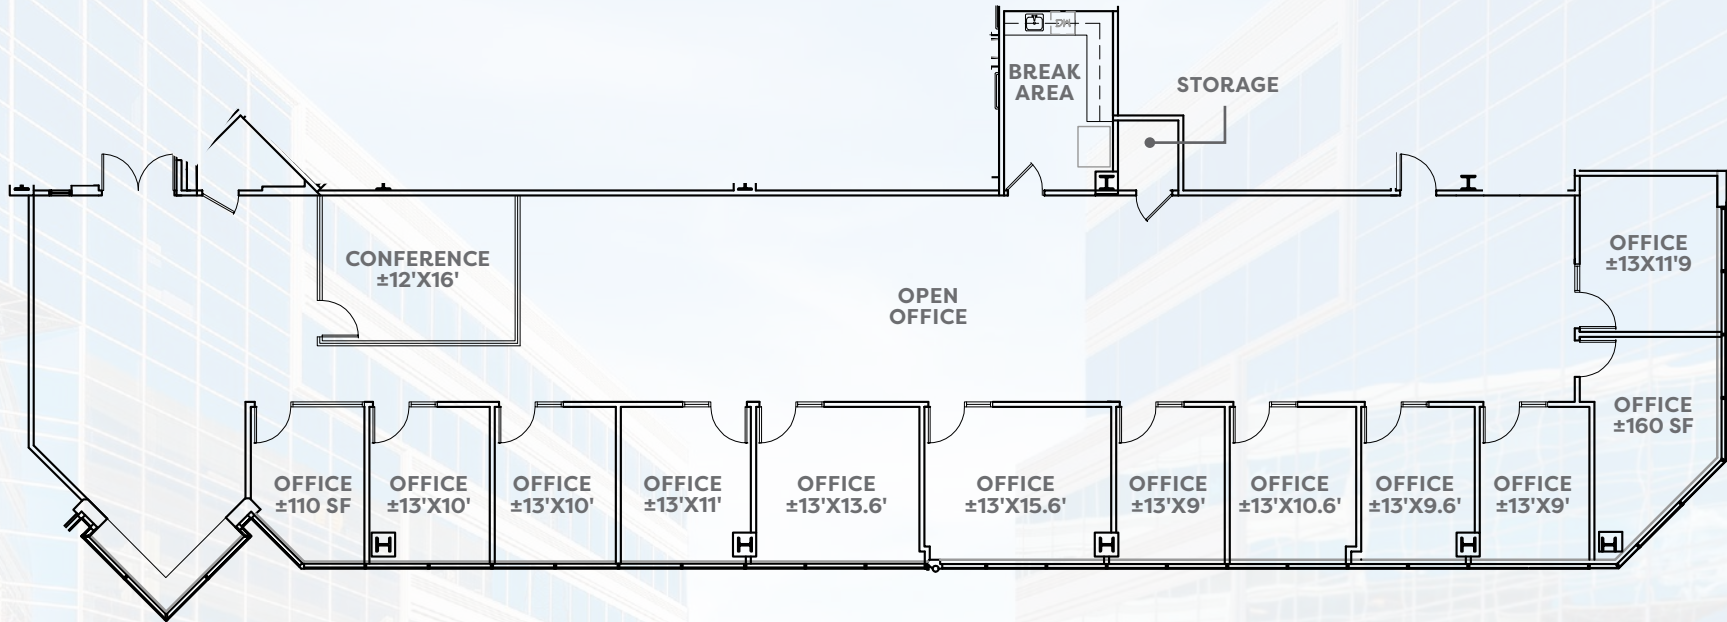 BREAK
AREA
STORAGE
DW
CONFERENCE
±12'X16'
OPEN
OFFICE
OFFICE
±13X11'9
OFFICE
±160 SF
OFFICE
±110 SF
OFFICE
±13'X10'
OFFICE
±13'X10'
OFFICE
±13'X11'
OFFICE
±13'X13.6'
OFFICE
±13'X15.6'
OFFICE
±13'X9'
OFFICE
±13'X10.6'
OFFICE
±13'X9.6'
OFFICE
±13'X9'